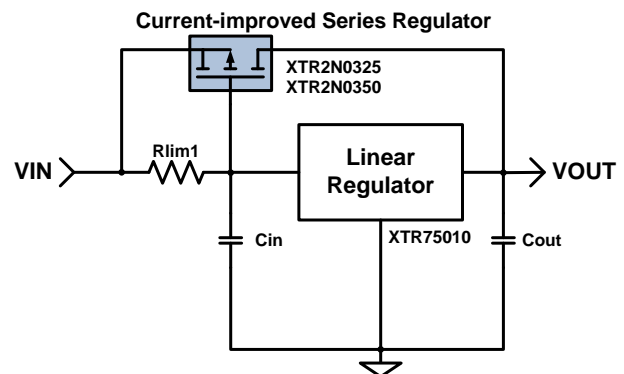 Current-improved Series Regulator
XTR2N0325
XTR2N0350
VIN
Rlim1
Linear
Regulator
VOUT
Cin
XTR75010
Cout